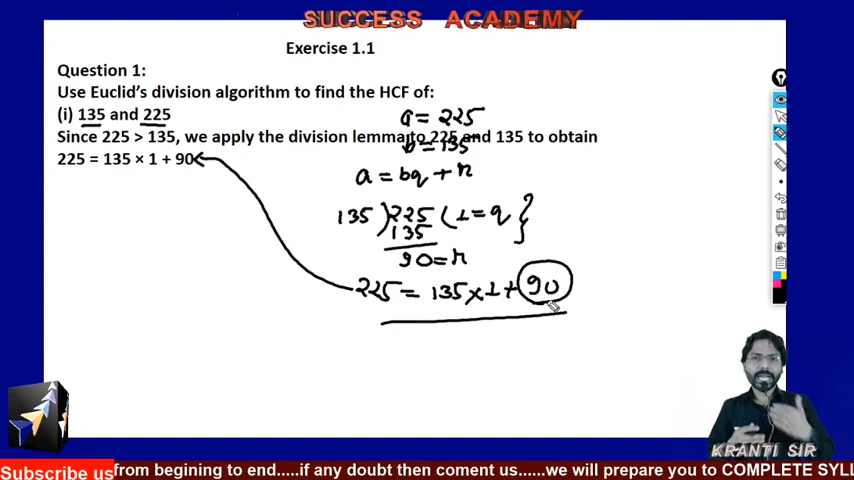 SUCCESS ACADEMY
Exercise 1.1
Question 1:
Use Euclid's division algorithm to find the HCF of:
(i) 135 and 225
a = 225
Since 225 > 135, we apply the division lemma to 225 and 135 to obtain
b = 135
225 = 135 × 1 + 90
a = bq + r
135 ) 225 ( 1 = q }
135
90 = r
225 = 135 × 1 + 90
KRANTI SIR
Subscribe us from begining to end.....if any doubt then coment us......we will prepare you to COMPLETE SYLL